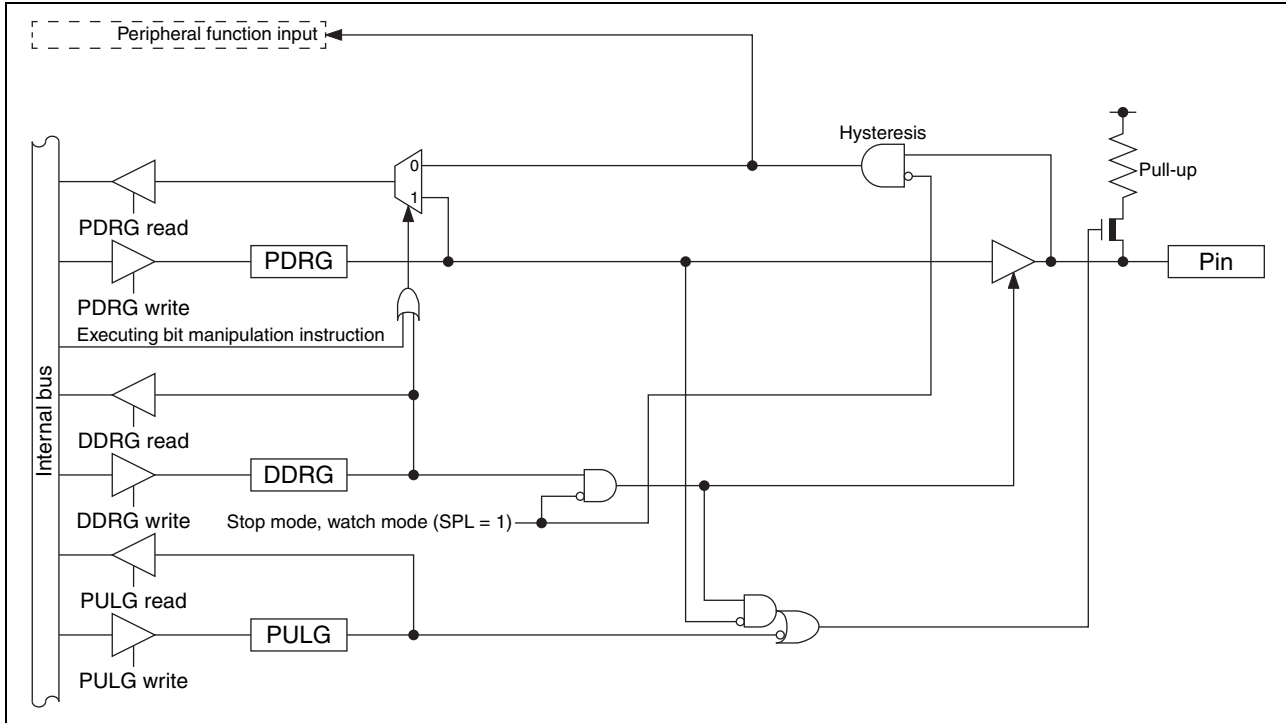 Peripheral function input
Hysteresis
Pull-up
0
1
PDRG read
PDRG
Pin
PDRG write
Executing bit manipulation instruction
Internal bus
DDRG read
DDRG
DDRG write
Stop mode, watch mode (SPL = 1)
PULG read
PULG
PULG write